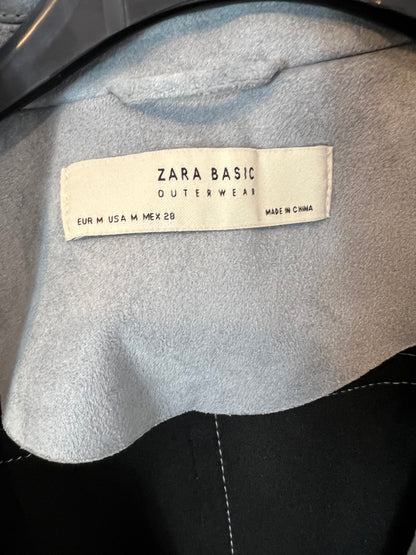 ZARA BASIC
OUTERWEAR
EUR M USA M MEX 28
MADE IN CHINA